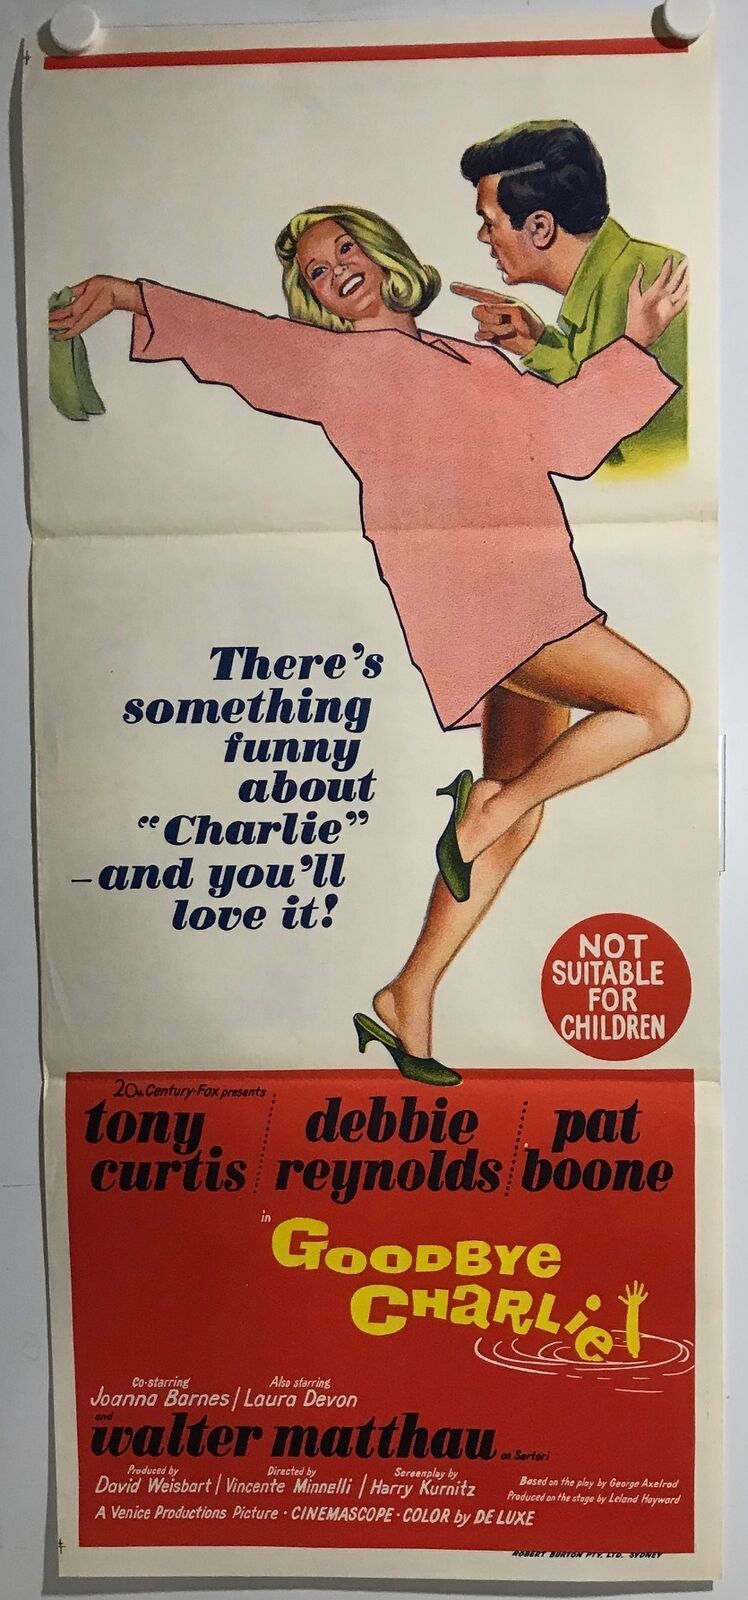 There's
something
funny
about
“Charlie”
–and you'll
love it!
NOT
SUITABLE
FOR
CHILDREN
20th Century-Fox presents
tony curtis
debbie reynolds
pat boone
in
GOODBYE
CHARLIE
Co-starring
Joanna Barnes /
Also starring
Laura Devon
and
walter matthau as Sartori
Produced by
David Weisbart /
Directed by
Vincente Minnelli /
Screenplay by
Harry Kurnitz
Based on the play by George Axelrod
Produced on the stage by Leland Hayward
A Venice Productions Picture · CINEMASCOPE · COLOR by DE LUXE
ROBERT BURTON PTY. LTD. SYDNEY